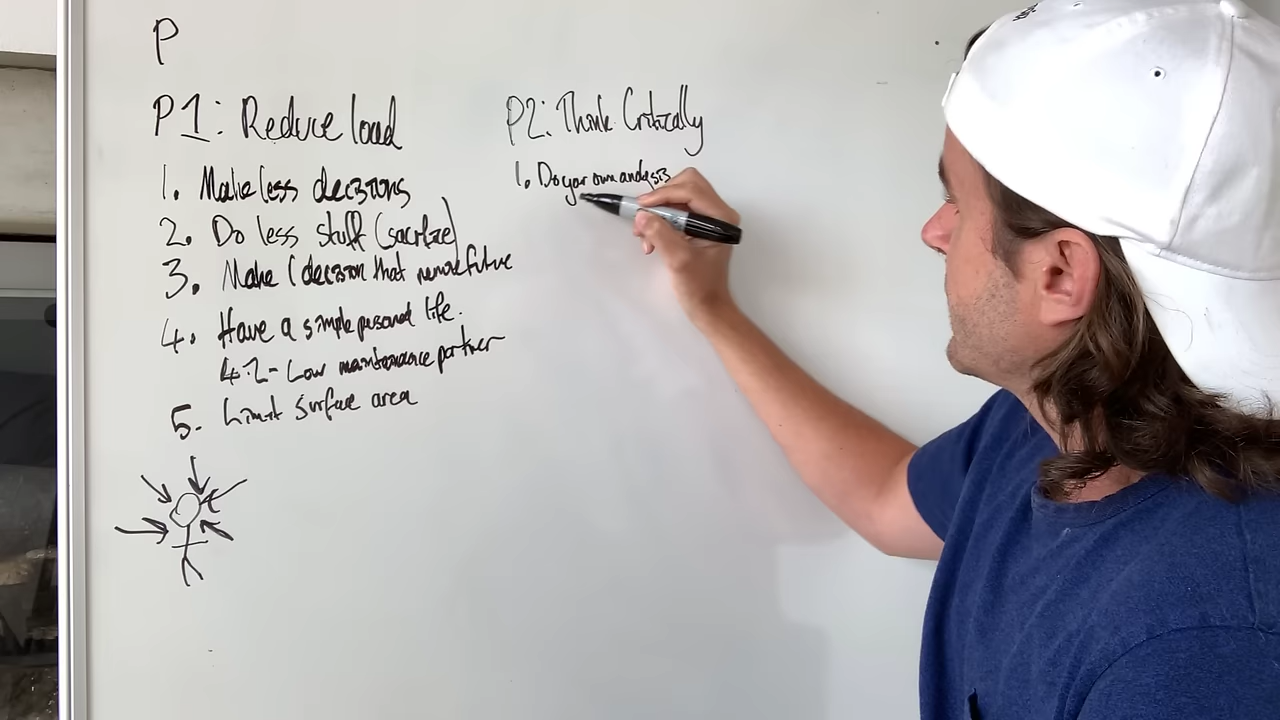 P
P1: Reduce load
1. Make less decisions
2. Do less stuff (sacrifice)
3. Make 1 decision that remove future
4. Have a simple personal life.
4.2- Low maintenance partner
5. Limit surface area
P2: Think Critically
1. Do your own analysis